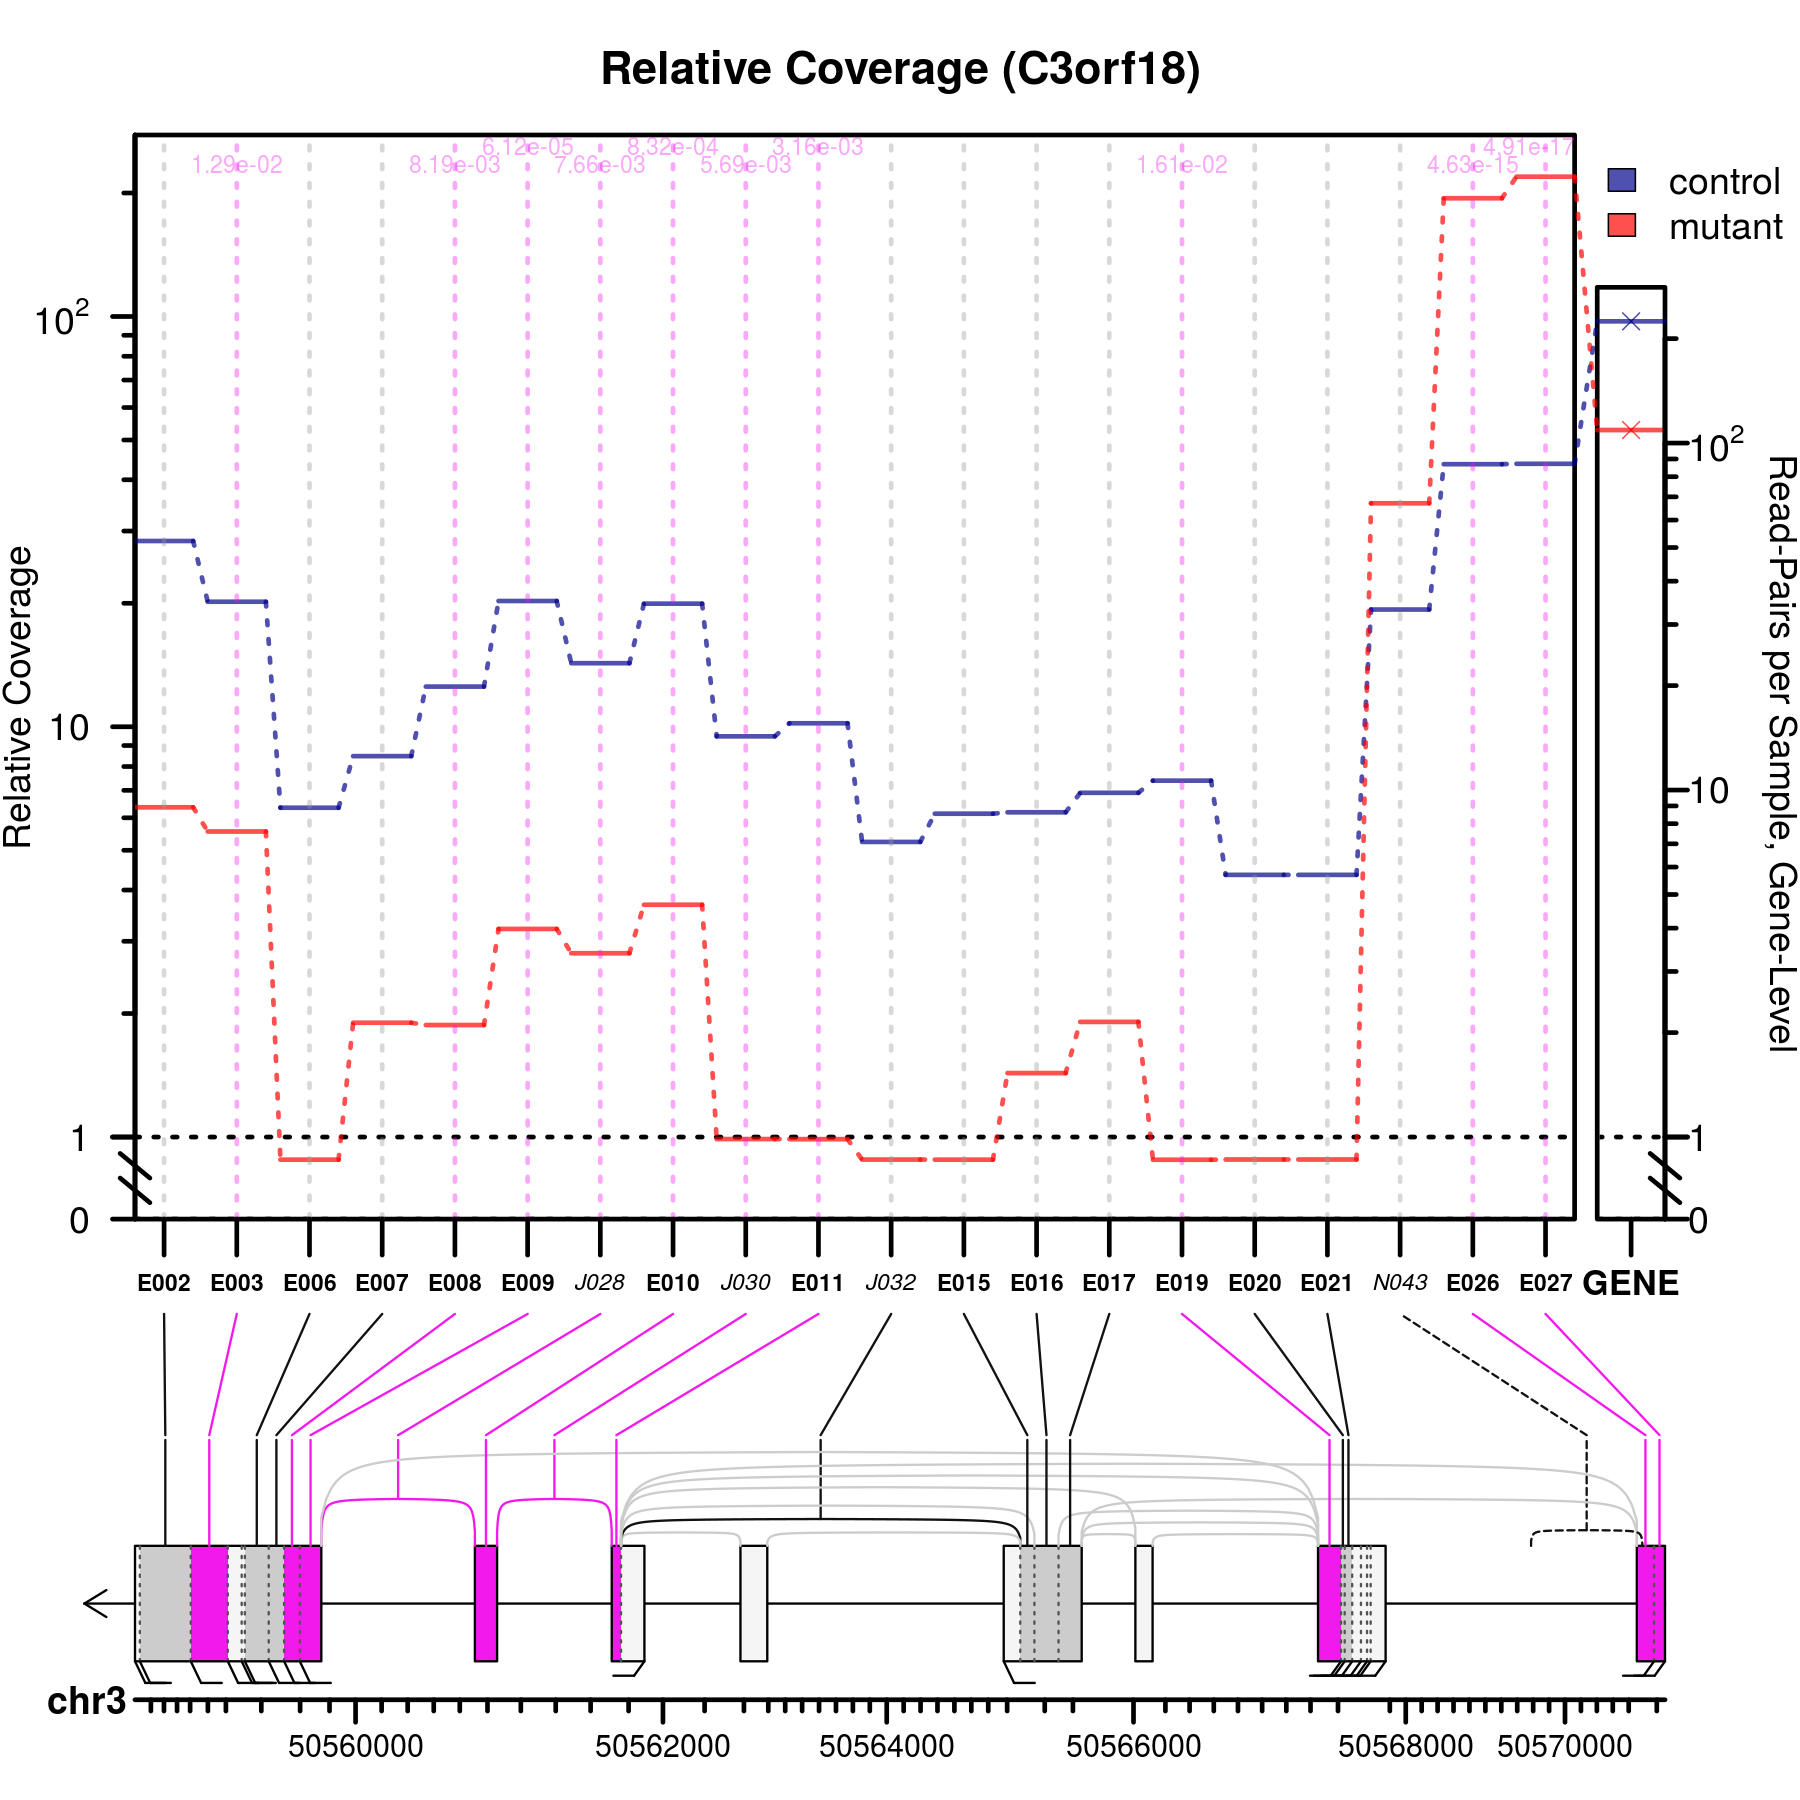 Relative Coverage (C3orf18)
6.12e-05 8.32e-04 3.16e-03 4.91e-17
1.29e-02 8.19e-03 7.66e-03 5.69e-03 1.61e-02 4.63e-15
control
mutant
Relative Coverage
10²
10
1
0
10²
10
1
0
Read-Pairs per Sample, Gene-Level
E002 E003 E006 E007 E008 E009 J028 E010 J030 E011 J032 E015 E016 E017 E019 E020 E021 N043 E026 E027 GENE
chr3
50560000 50562000 50564000 50566000 50568000 50570000